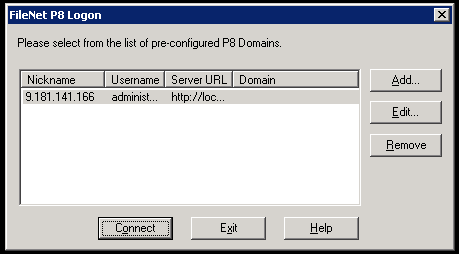 FileNet P8 Logon
Please select from the list of pre-configured P8 Domains.
Nickname Username Server URL Domain
9.181.141.166 administ... http://loc...
Add...
Edit...
Remove
Connect Exit Help